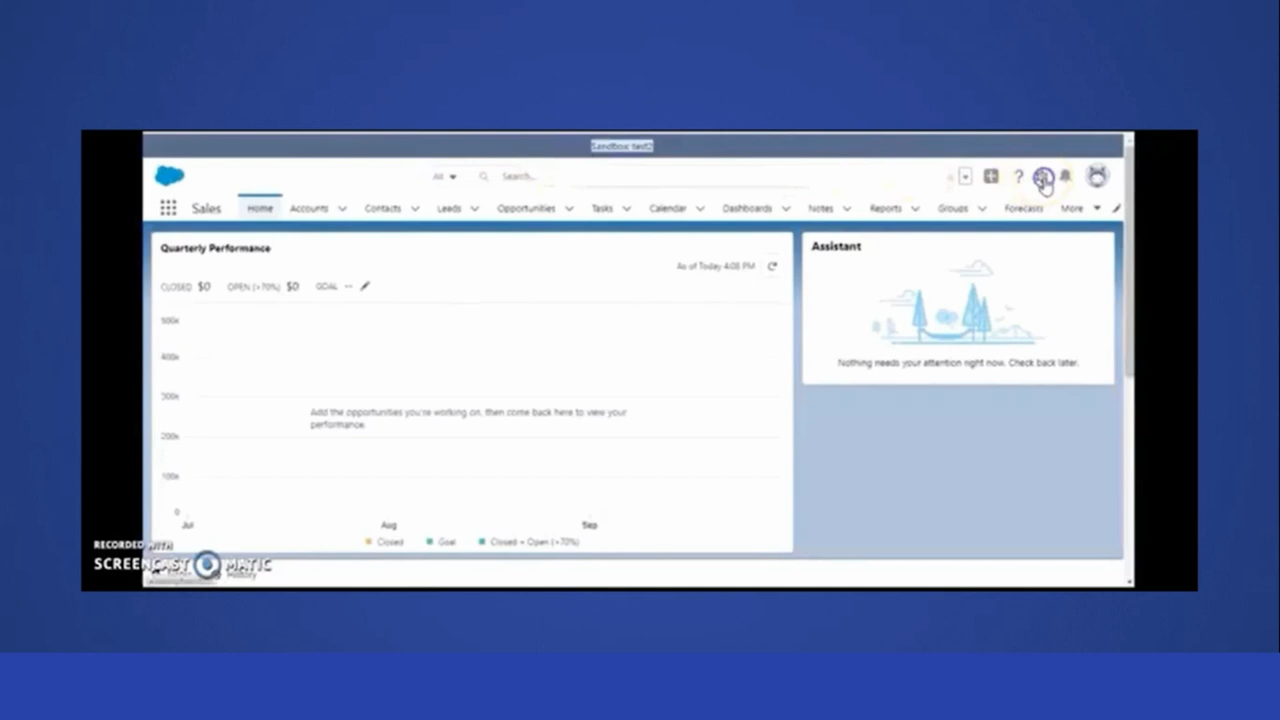 Sandbox: test2
All Search...
Sales Home Accounts Contacts Leads Opportunities Tasks Calendar Dashboards Notes Reports Groups Forecasts More
Quarterly Performance
As of Today 4:08 PM
CLOSED $0 OPEN (>70%) $0 GOAL --
500k
400k
300k
200k
100k
0
Jul Aug Sep
Add the opportunities you're working on, then come back here to view your
performance.
Closed Goal Closed + Open (>70%)
Assistant
Nothing needs your attention right now. Check back later.
RECORDED WITH
SCREENCAST MATIC
History